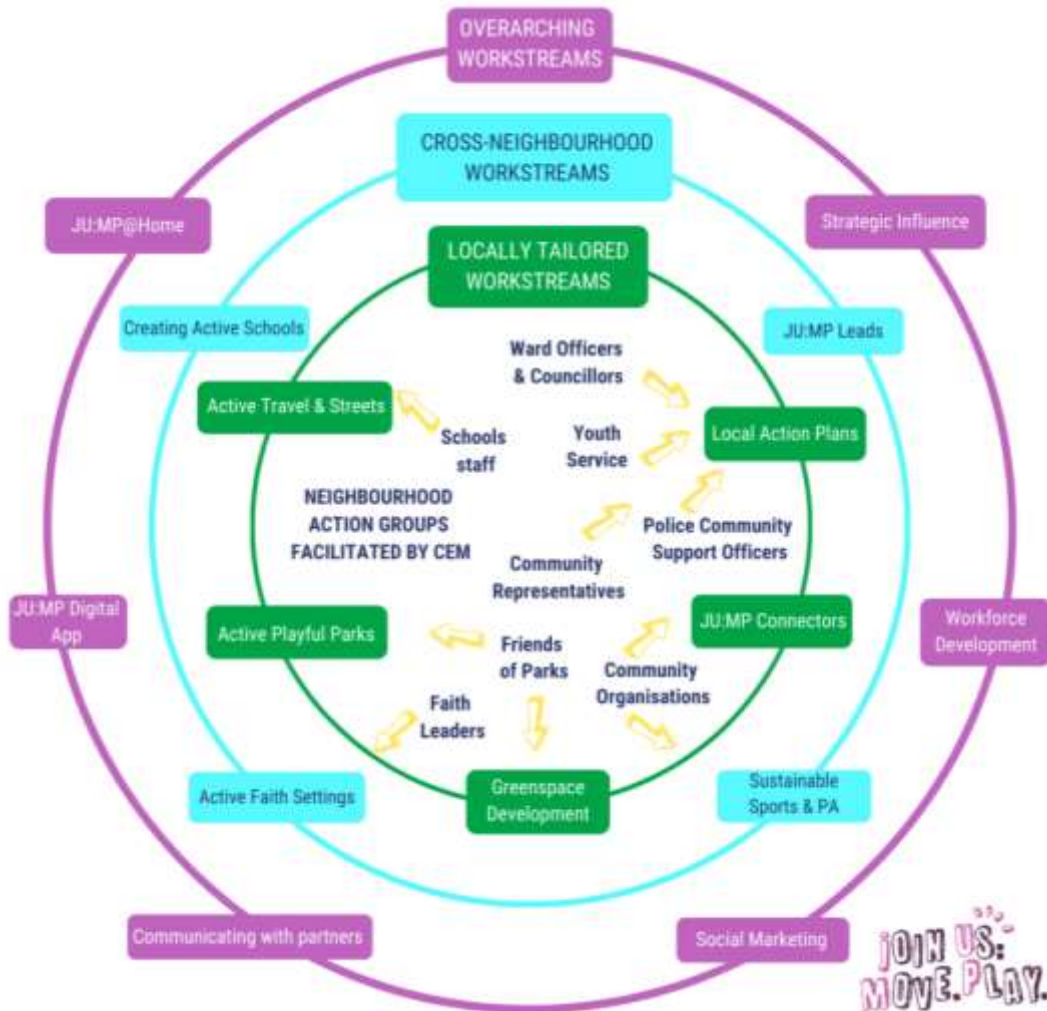 OVERARCHING
WORKSTREAMS
CROSS-NEIGHBOURHOOD
WORKSTREAMS
JU:MP@Home
Strategic Influence
LOCALLY TAILORED
WORKSTREAMS
Creating Active Schools
JU:MP Leads
Ward Officers
& Councillors
Active Travel & Streets
Local Action Plans
Schools
staff
Youth
Service
NEIGHBOURHOOD
ACTION GROUPS
FACILITATED BY CEM
Police Community
Support Officers
Community
Representatives
JU:MP Digital
App
Active Playful Parks
JU:MP Connectors
Workforce
Development
Friends
of Parks
Community
Organisations
Faith
Leaders
Active Faith Settings
Greenspace
Development
Sustainable
Sports & PA
Communicating with partners
Social Marketing
JOIN US:
MOVE.PLAY.